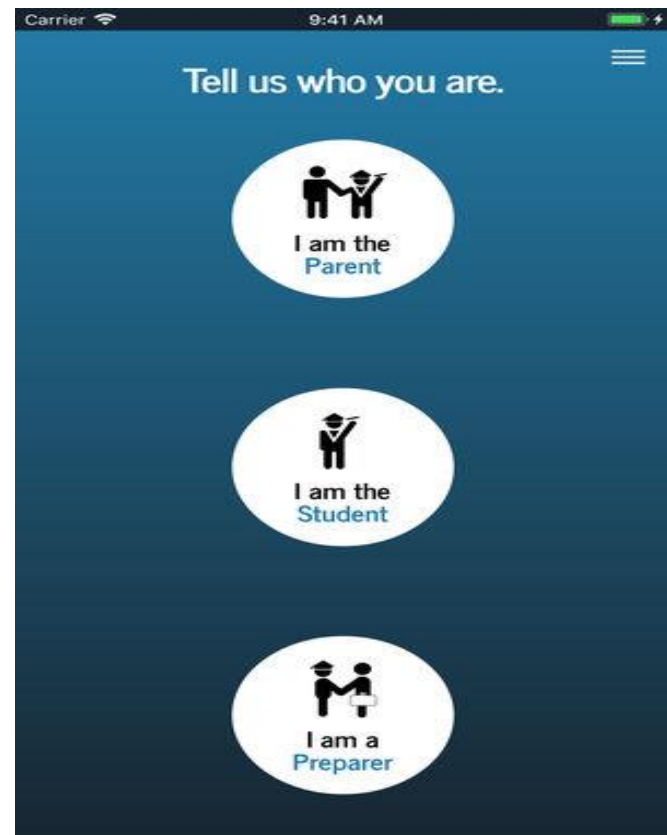 Carrier 9:41 AM
Tell us who you are.
I am the
Parent
I am the
Student
I am a
Preparer